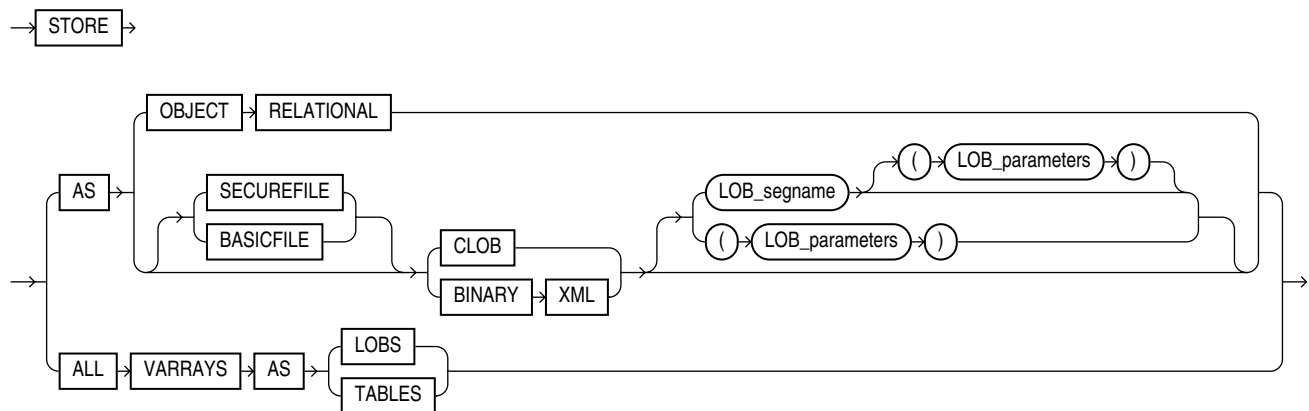 STORE
OBJECT RELATIONAL
( LOB_parameters )
AS SECUREFILE LOB_segname
BASICFILE ( LOB_parameters )
CLOB
BINARY XML
LOBS
ALL VARRAYS AS
TABLES